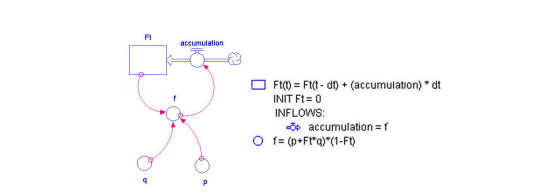 Ft
accumulation
f
q
p
Ft(t) = Ft(t - dt) + (accumulation) * dt
INIT Ft = 0
INFLOWS:
accumulation = f
f = (p+Ft*q)*(1-Ft)